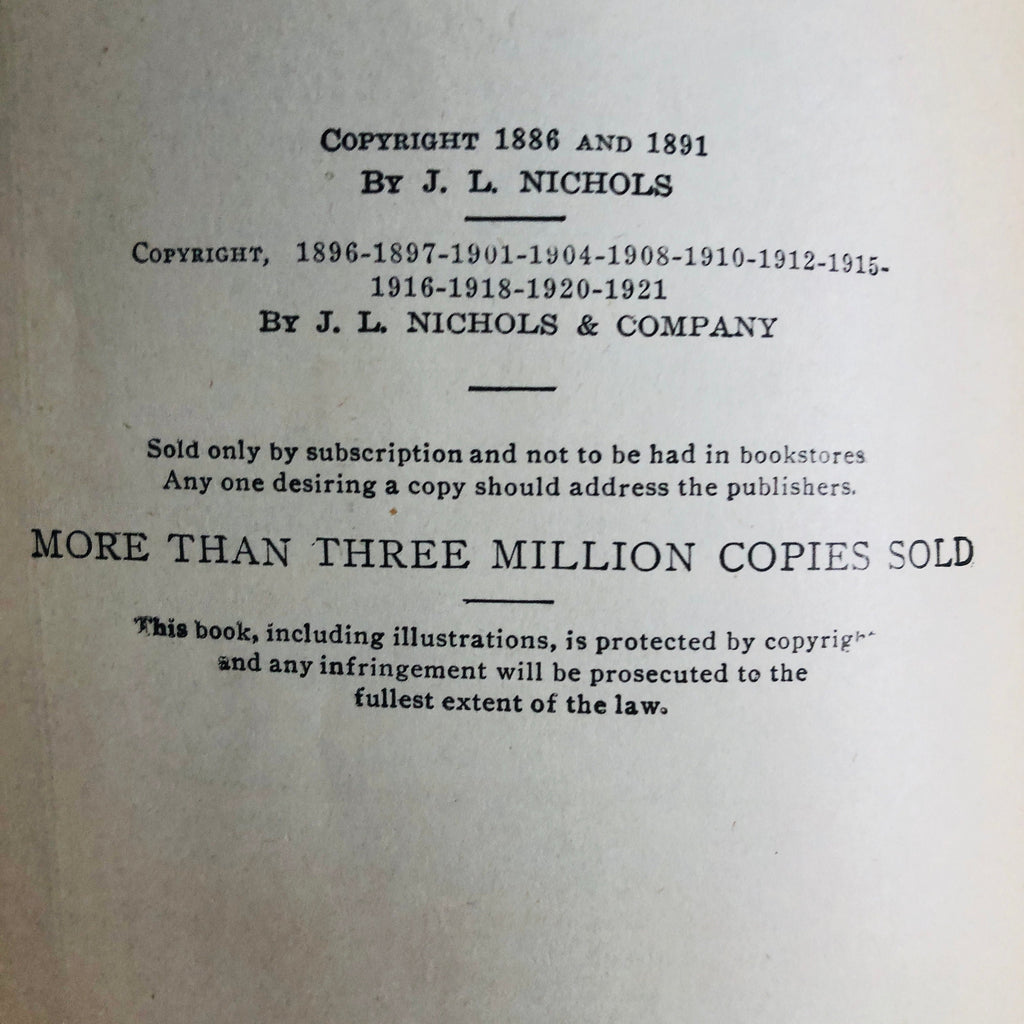 COPYRIGHT 1886 AND 1891
BY J. L. NICHOLS
COPYRIGHT, 1896-1897-1901-1904-1908-1910-1912-1915-
1916-1918-1920-1921
BY J. L. NICHOLS & COMPANY
Sold only by subscription and not to be had in bookstores
Any one desiring a copy should address the publishers.
MORE THAN THREE MILLION COPIES SOLD
This book, including illustrations, is protected by copyright
and any infringement will be prosecuted to the
fullest extent of the law.